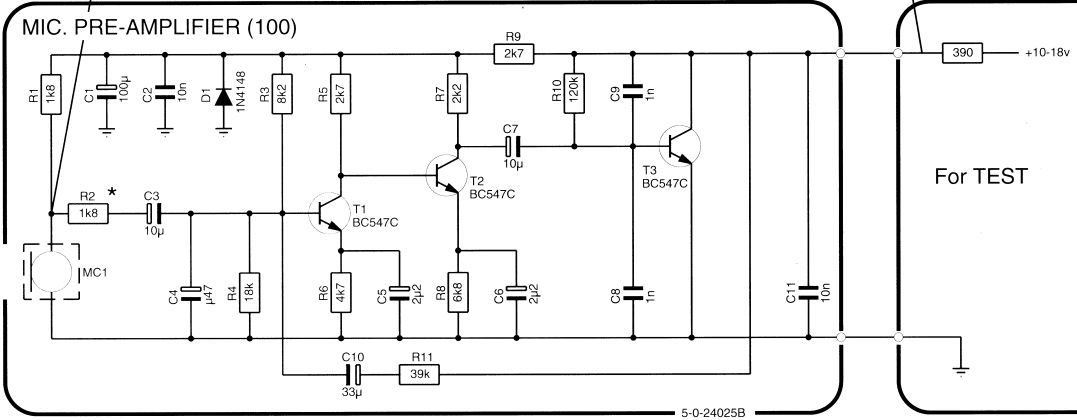 MIC. PRE-AMPLIFIER (100)
R9
2k7
390
+10-18v
R1
1k8
C1
100µ
C2
10n
D1
1N4148
R3
8k2
R5
2k7
R7
2k2
R10
120k
C9
1n
C7
10µ
T3
BC547C
T2
BC547C
For TEST
R2
*
1k8
C3
10µ
T1
BC547C
MC1
C4
µ47
R4
18k
R6
4k7
C5
2µ2
R8
6k8
C6
2µ2
C8
1n
C11
10n
C10
33µ
R11
39k
5-0-24025B